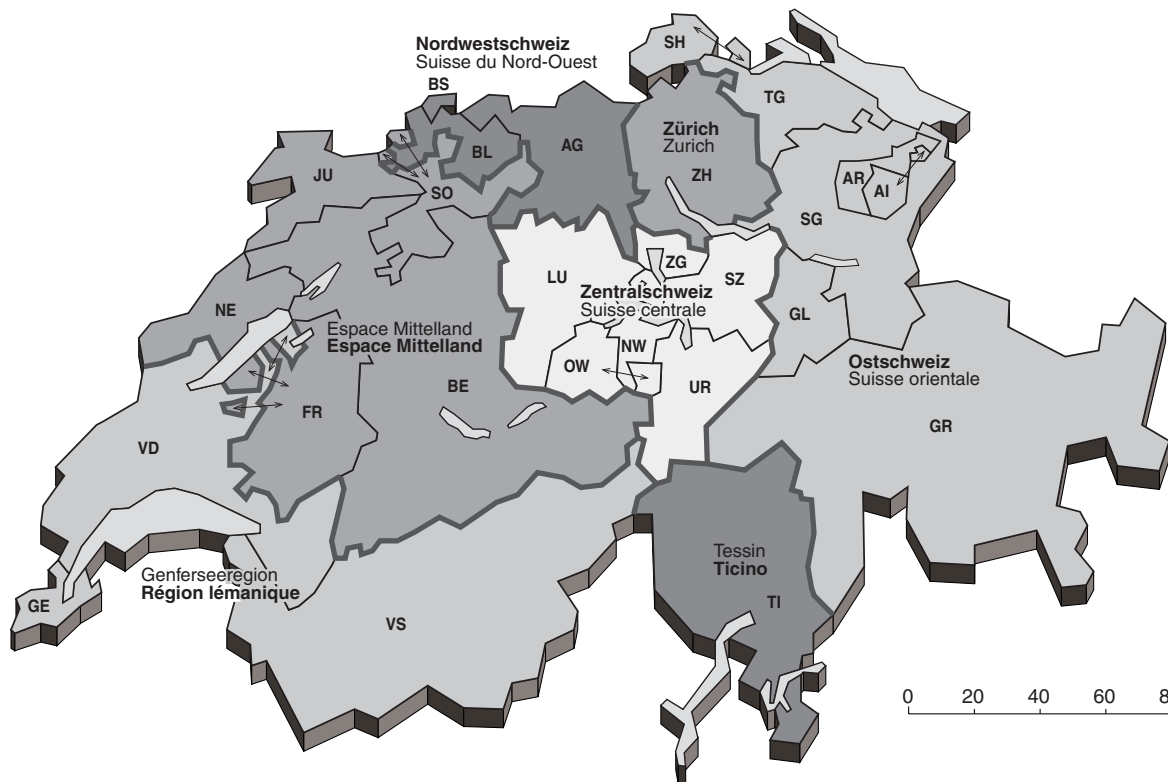 SH
Nordwestschweiz
Suisse du Nord-Ouest
BS
TG
Zürich
Zurich
BL
AG
ZH
JU
SO
AR
AI
SG
LU
ZG
SZ
Zentralschweiz
Suisse centrale
NE
GL
Espace Mittelland
Espace Mittelland
NW
OW
Ostschweiz
Suisse orientale
BE
UR
FR
GR
VD
Tessin
Ticino
Genferseeregion
Région lémanique
GE
TI
VS
0 20 40 60